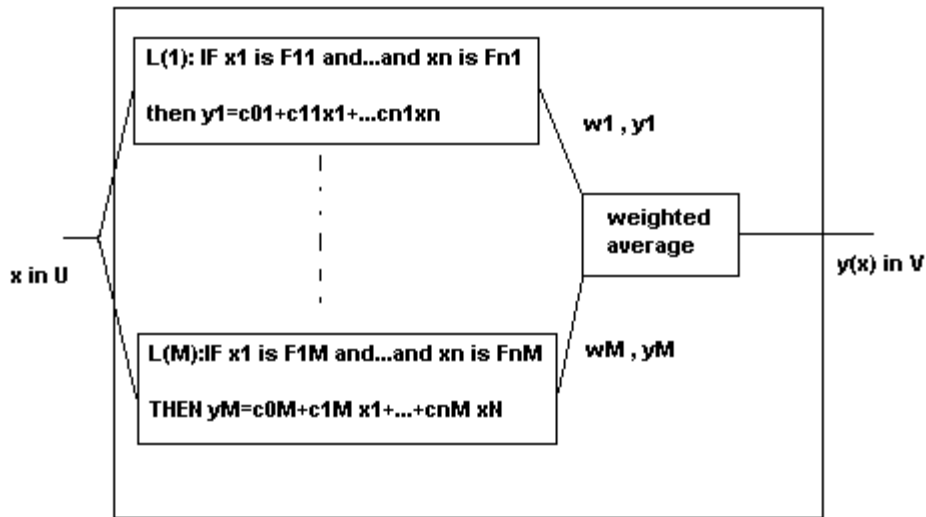 L(1): IF x1 is F11 and...and xn is Fn1
then y1=c01+c11x1+...cn1xn
w1 , y1
weighted
average
x in U
y(x) in V
L(M):IF x1 is F1M and...and xn is FnM
wM , yM
THEN yM=c0M+c1M x1+...+cnM xN